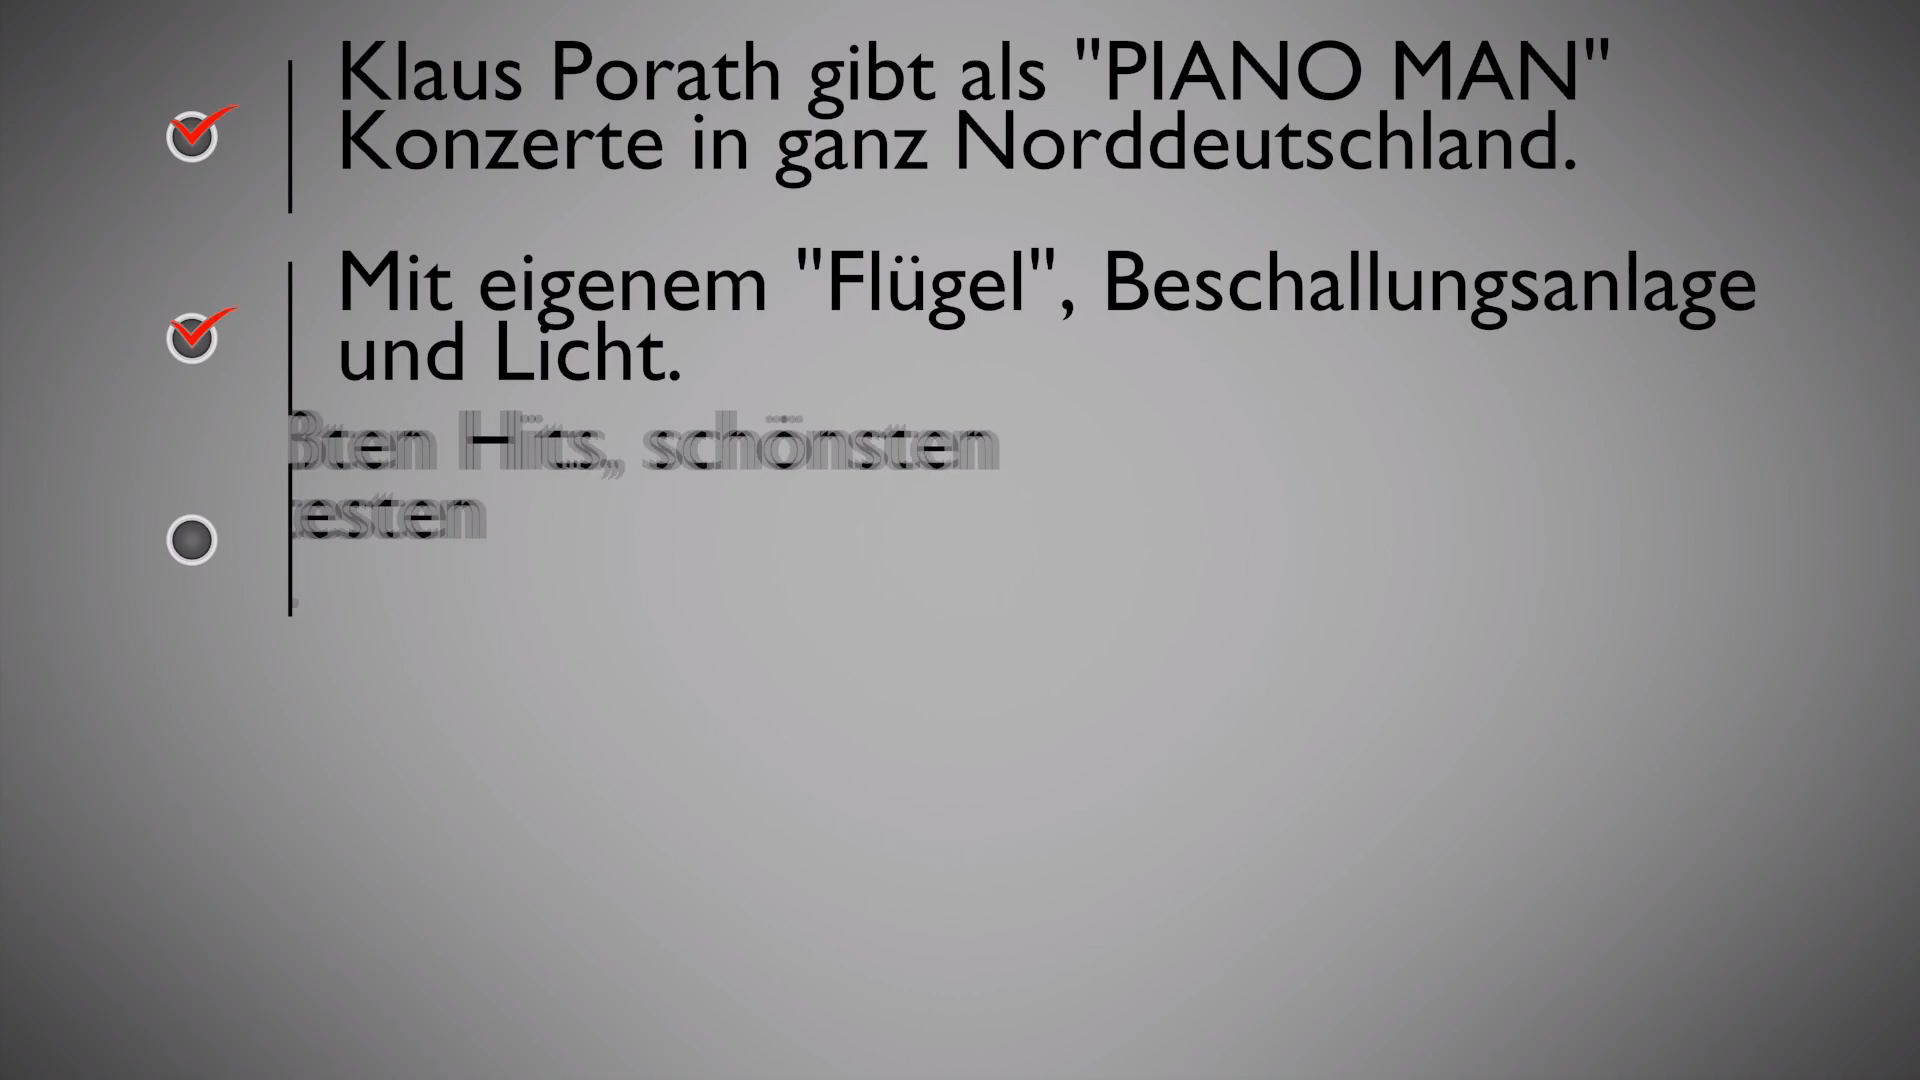 Klaus Porath gibt als "PIANO MAN"
Konzerte in ganz Norddeutschland.
Mit eigenem "Flügel", Beschallungsanlage
und Licht.
Hits, schönsten